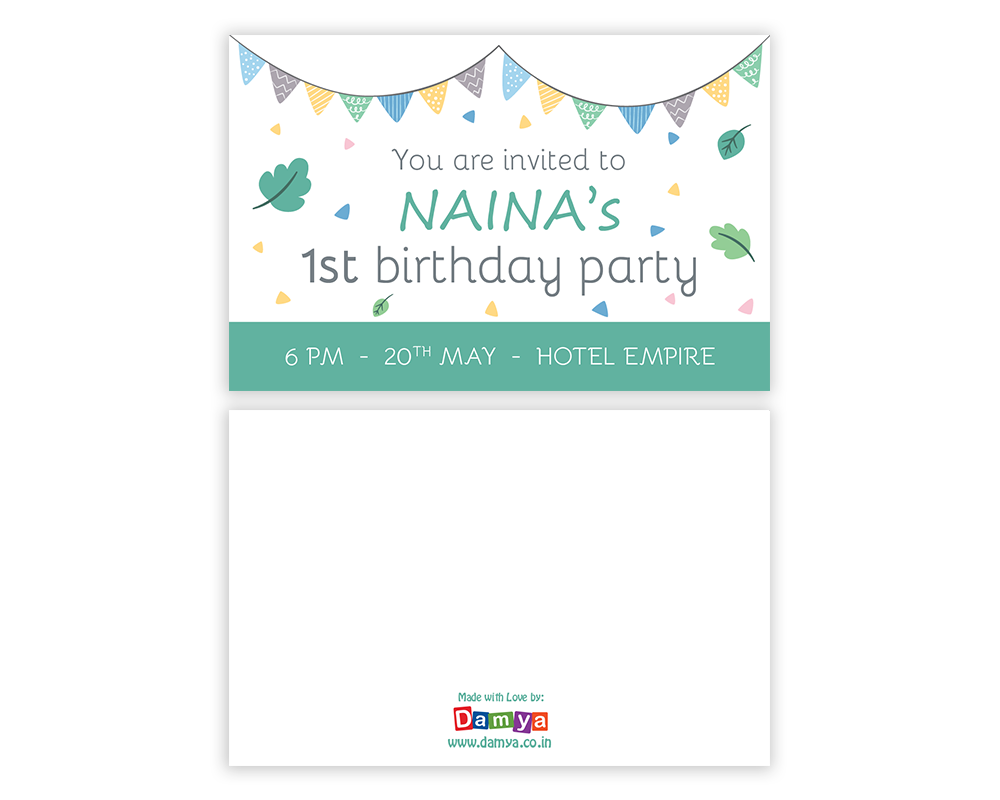 You are invited to
NAINA's
1st birthday party
6 PM - 20TH MAY - HOTEL EMPIRE
Made with Love by:
Damya
www.damya.co.in